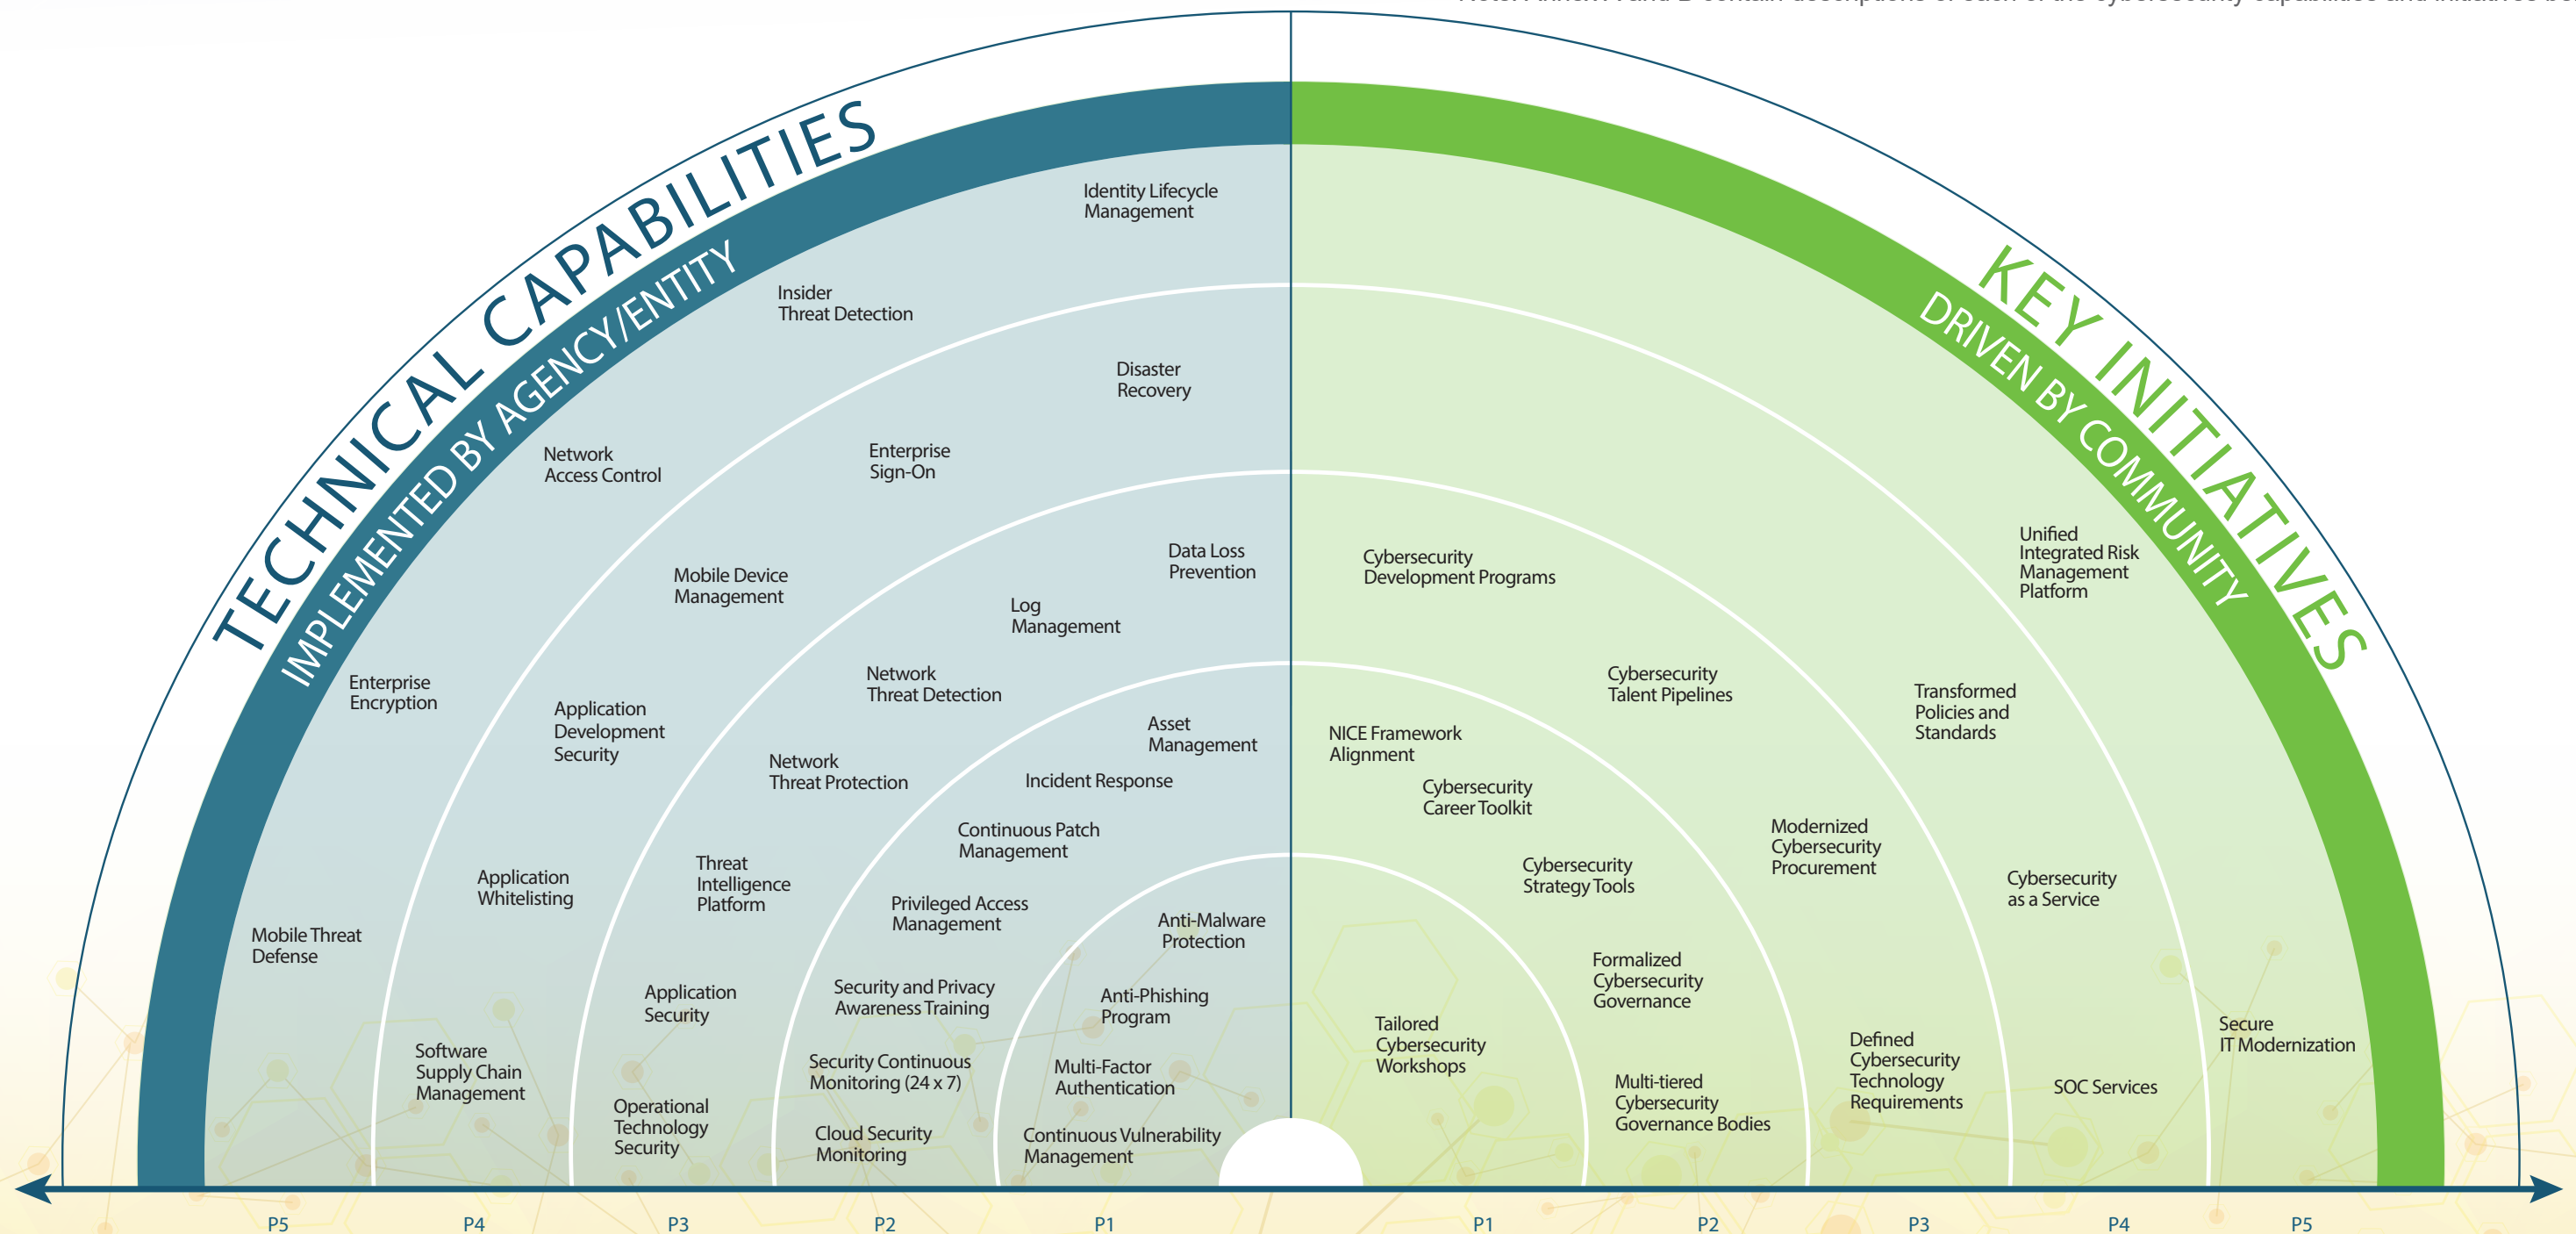 TECHNICAL CAPABILITIES
IMPLEMENTED BY AGENCY/ENTITY
KEY INITIATIVES
DRIVEN BY COMMUNITY
Identity Lifecycle
Management
Insider
Threat Detection
Network
Access Control
Enterprise
Encryption
Mobile Threat
Defense
Disaster
Recovery
Enterprise
Sign-On
Mobile Device
Management
Application
Development
Security
Application
Whitelisting
Software
Supply Chain
Management
Data Loss
Prevention
Log
Management
Network
Threat Detection
Network
Threat Protection
Threat
Intelligence
Platform
Application
Security
Operational
Technology
Security
Asset
Management
Incident Response
Continuous Patch
Management
Privileged Access
Management
Security and Privacy
Awareness Training
Security Continuous
Monitoring (24 x 7)
Cloud Security
Monitoring
Anti-Malware
Protection
Anti-Phishing
Program
Multi-Factor
Authentication
Continuous Vulnerability
Management
Tailored
Cybersecurity
Workshops
NICE Framework
Alignment
Cybersecurity
Career Toolkit
Cybersecurity
Strategy Tools
Formalized
Cybersecurity
Governance
Multi-tiered
Cybersecurity
Governance Bodies
Cybersecurity
Development Programs
Cybersecurity
Talent Pipelines
Modernized
Cybersecurity
Procurement
Defined
Cybersecurity
Technology
Requirements
Transformed
Policies and
Standards
Cybersecurity
as a Service
SOC Services
Unified
Integrated Risk
Management
Platform
Secure
IT Modernization
P5 P4 P3 P2 P1 P1 P2 P3 P4 P5